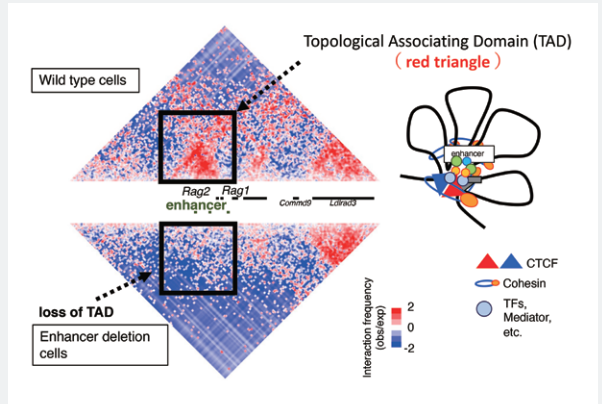 Topological Associating Domain (TAD)
( red triangle )
Wild type cells
enhancer
Rag2 Rag1
Commd9 Ldlrad3
enhancer
CTCF
Cohesin
TFs,
Mediator,
etc.
loss of TAD
Enhancer deletion
cells
Interaction frequency
(obs/exp)
2
0
0
-2